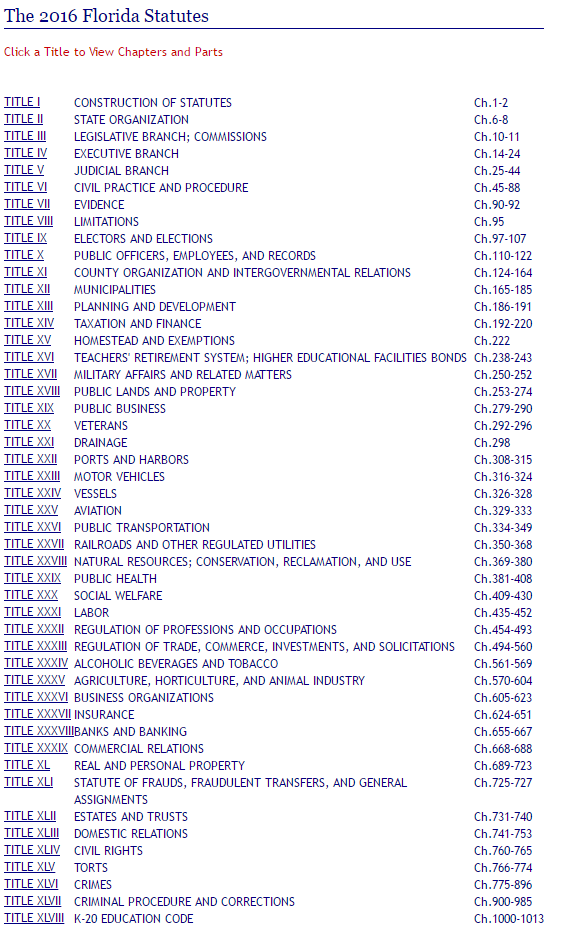 The 2016 Florida Statutes
Click a Title to View Chapters and Parts
TITLE I CONSTRUCTION OF STATUTES Ch.1-2
TITLE II STATE ORGANIZATION Ch.6-8
TITLE III LEGISLATIVE BRANCH; COMMISSIONS Ch.10-11
TITLE IV EXECUTIVE BRANCH Ch.14-24
TITLE V JUDICIAL BRANCH Ch.25-44
TITLE VI CIVIL PRACTICE AND PROCEDURE Ch.45-88
TITLE VII EVIDENCE Ch.90-92
TITLE VIII LIMITATIONS Ch.95
TITLE IX ELECTORS AND ELECTIONS Ch.97-107
TITLE X PUBLIC OFFICERS, EMPLOYEES, AND RECORDS Ch.110-122
TITLE XI COUNTY ORGANIZATION AND INTERGOVERNMENTAL RELATIONS Ch.124-164
TITLE XII MUNICIPALITIES Ch.165-185
TITLE XIII PLANNING AND DEVELOPMENT Ch.186-191
TITLE XIV TAXATION AND FINANCE Ch.192-220
TITLE XV HOMESTEAD AND EXEMPTIONS Ch.222
TITLE XVI TEACHERS' RETIREMENT SYSTEM; HIGHER EDUCATIONAL FACILITIES BONDS Ch.238-243
TITLE XVII MILITARY AFFAIRS AND RELATED MATTERS Ch.250-252
TITLE XVIII PUBLIC LANDS AND PROPERTY Ch.253-274
TITLE XIX PUBLIC BUSINESS Ch.279-290
TITLE XX VETERANS Ch.292-296
TITLE XXI DRAINAGE Ch.298
TITLE XXII PORTS AND HARBORS Ch.308-315
TITLE XXIII MOTOR VEHICLES Ch.316-324
TITLE XXIV VESSELS Ch.326-328
TITLE XXV AVIATION Ch.329-333
TITLE XXVI PUBLIC TRANSPORTATION Ch.334-349
TITLE XXVII RAILROADS AND OTHER REGULATED UTILITIES Ch.350-368
TITLE XXVIII NATURAL RESOURCES; CONSERVATION, RECLAMATION, AND USE Ch.369-380
TITLE XXIX PUBLIC HEALTH Ch.381-408
TITLE XXX SOCIAL WELFARE Ch.409-430
TITLE XXXI LABOR Ch.435-452
TITLE XXXII REGULATION OF PROFESSIONS AND OCCUPATIONS Ch.454-493
TITLE XXXIII REGULATION OF TRADE, COMMERCE, INVESTMENTS, AND SOLICITATIONS Ch.494-560
TITLE XXXIV ALCOHOLIC BEVERAGES AND TOBACCO Ch.561-569
TITLE XXXV AGRICULTURE, HORTICULTURE, AND ANIMAL INDUSTRY Ch.570-604
TITLE XXXVI BUSINESS ORGANIZATIONS Ch.605-623
TITLE XXXVII INSURANCE Ch.624-651
TITLE XXXVIII BANKS AND BANKING Ch.655-667
TITLE XXXIX COMMERCIAL RELATIONS Ch.668-688
TITLE XL REAL AND PERSONAL PROPERTY Ch.689-723
TITLE XLI STATUTE OF FRAUDS, FRAUDULENT TRANSFERS, AND GENERAL Ch.725-727
ASSIGNMENTS
TITLE XLII ESTATES AND TRUSTS Ch.731-740
TITLE XLIII DOMESTIC RELATIONS Ch.741-753
TITLE XLIV CIVIL RIGHTS Ch.760-765
TITLE XLV TORTS Ch.766-774
TITLE XLVI CRIMES Ch.775-896
TITLE XLVII CRIMINAL PROCEDURE AND CORRECTIONS Ch.900-985
TITLE XLVIII K-20 EDUCATION CODE Ch.1000-1013